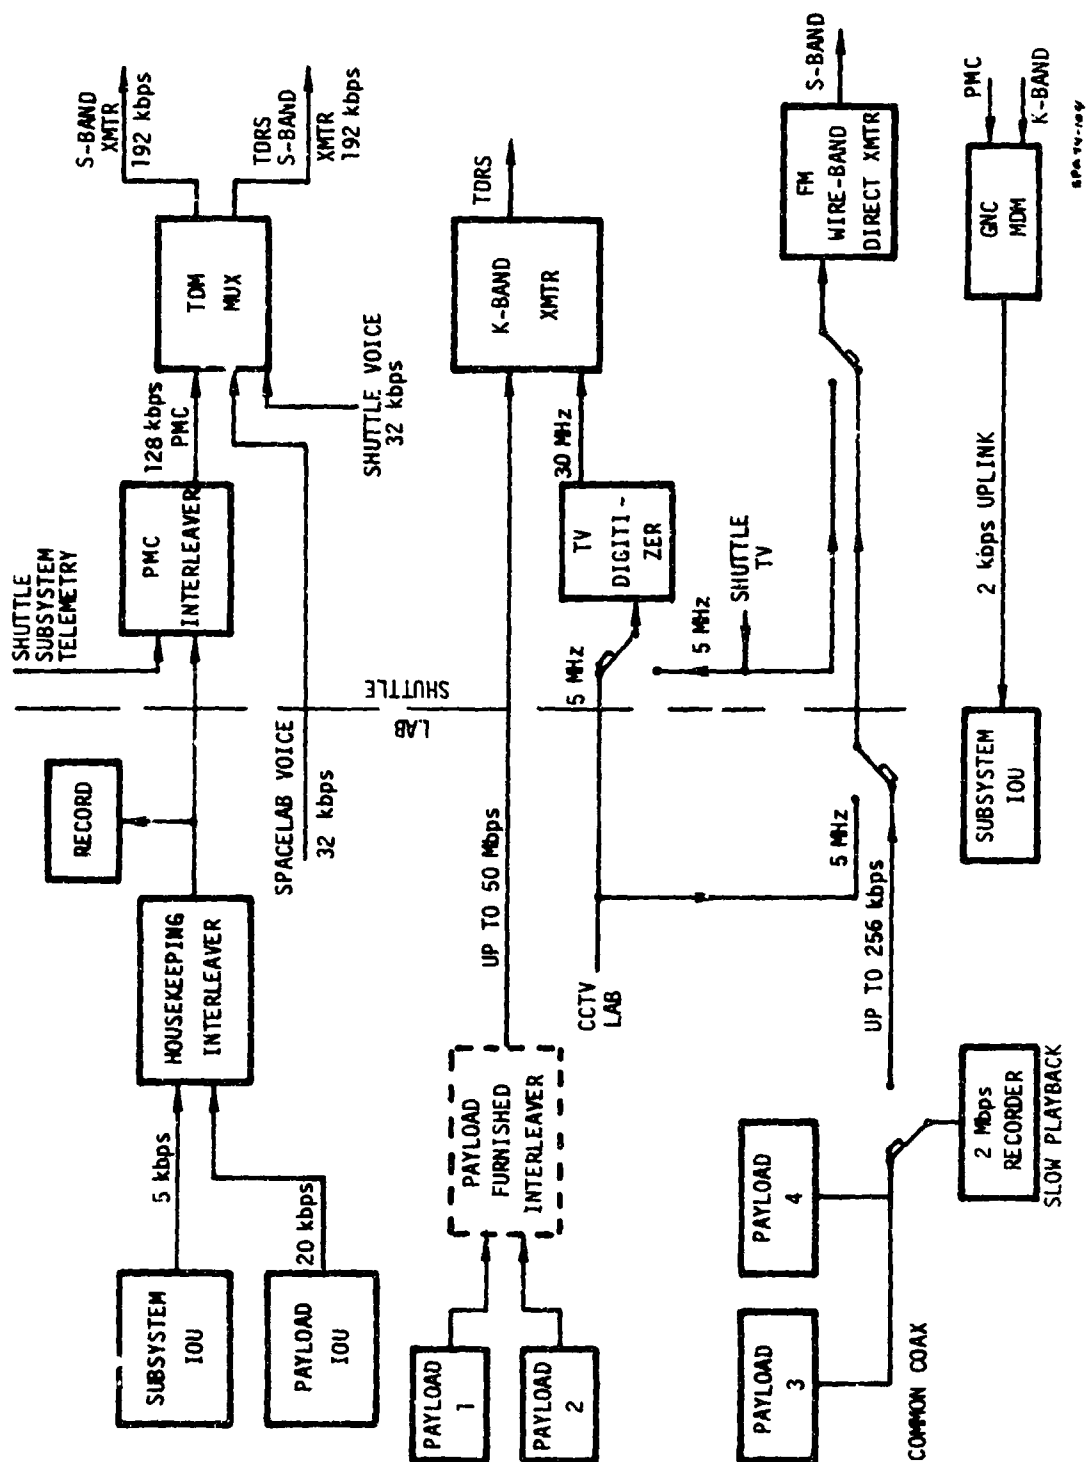 SUBSYSTEM
IOU
5 kbps
PAYLOAD
IOU
20 kbps
HOUSEKEEPING
INTERLEAVER
RECORD
SHUTTLE
SUBSYSTEM
TELEMETRY
PMC
INTERLEAVER
128 kbps
PMC
TDM
MUX
S-BAND
XMTR
192 kbps
TDRS
S-BAND
XMTR
192 kbps
SPACELAB VOICE
32 kbps
SHUTTLE VOICE
32 kbps
LAB
SHUTTLE
PAYLOAD
1
PAYLOAD
2
PAYLOAD
FURNISHED
INTERLEAVER
UP TO 50 Mbps
K-BAND
XMTR
TDRS
CCTV
LAB
5 MHz
TV
DIGITI-
ZER
30 MHz
5 MHz
SHUTTLE
TV
5 MHz
PAYLOAD
3
PAYLOAD
4
COMMON COAX
2 Mbps
RECORDER
SLOW PLAYBACK
UP TO 256 kbps
FM
WIRE-BAND
DIRECT XMTR
S-BAND
SUBSYSTEM
IOU
2 kbps UPLINK
GNC
MDM
PMC
K-BAND